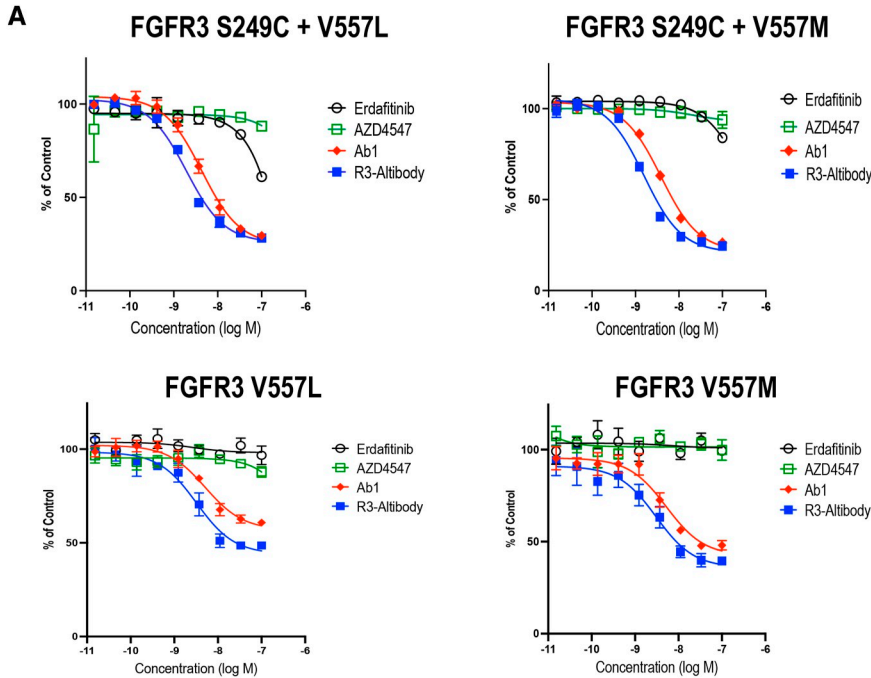 A
FGFR3 S249C + V557L
% of Control
100
50
0
-11 -10 -9 -8 -7 -6
Concentration (log M)
Erdafitinib
AZD4547
Ab1
R3-Altibody
FGFR3 S249C + V557M
% of Control
100
50
0
-11 -10 -9 -8 -7 -6
Concentration (log M)
Erdafitinib
AZD4547
Ab1
R3-Altibody
FGFR3 V557L
% of Control
100
50
0
-11 -10 -9 -8 -7 -6
Concentration (log M)
Erdafitinib
AZD4547
Ab1
R3-Altibody
FGFR3 V557M
% of Control
100
50
0
-11 -10 -9 -8 -7 -6
Concentration (log M)
Erdafitinib
AZD4547
Ab1
R3-Altibody